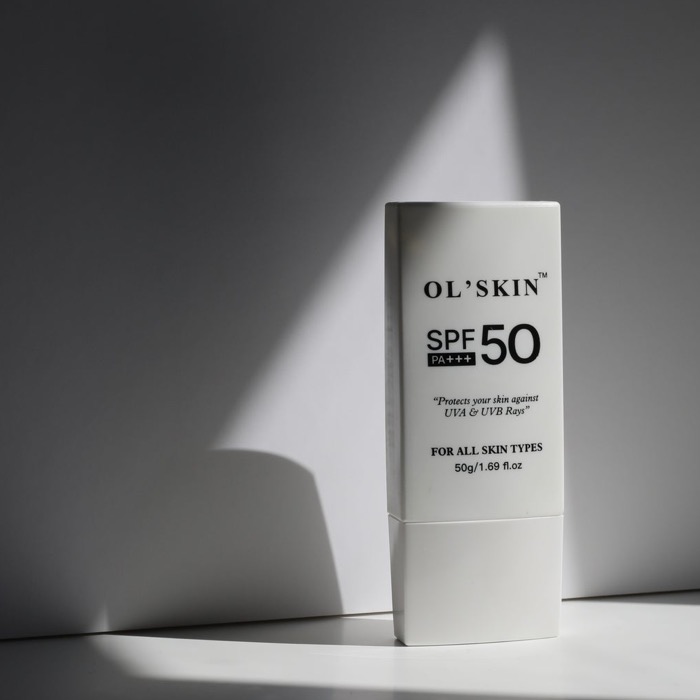 OL’SKIN™
SPF 50
PA+++
“Protects your skin against
UVA & UVB Rays”
FOR ALL SKIN TYPES
50g/1.69 fl.oz